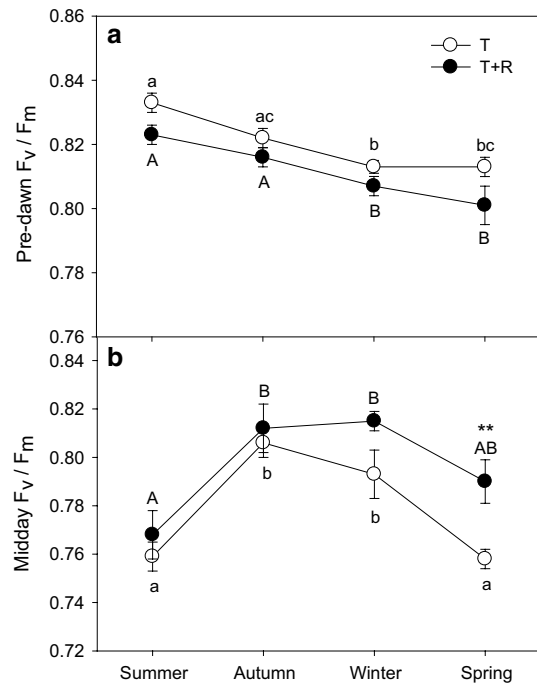 a
T
T+R
0.86
0.84
0.82
0.80
0.78
0.76
Pre-dawn Fv / Fm
a
ac
b
bc
A
A
B
B
b
0.84
0.82
0.80
0.78
0.76
0.74
0.72
Midday Fv / Fm
A
B
B
**
AB
a
b
b
a
Summer Autumn Winter Spring